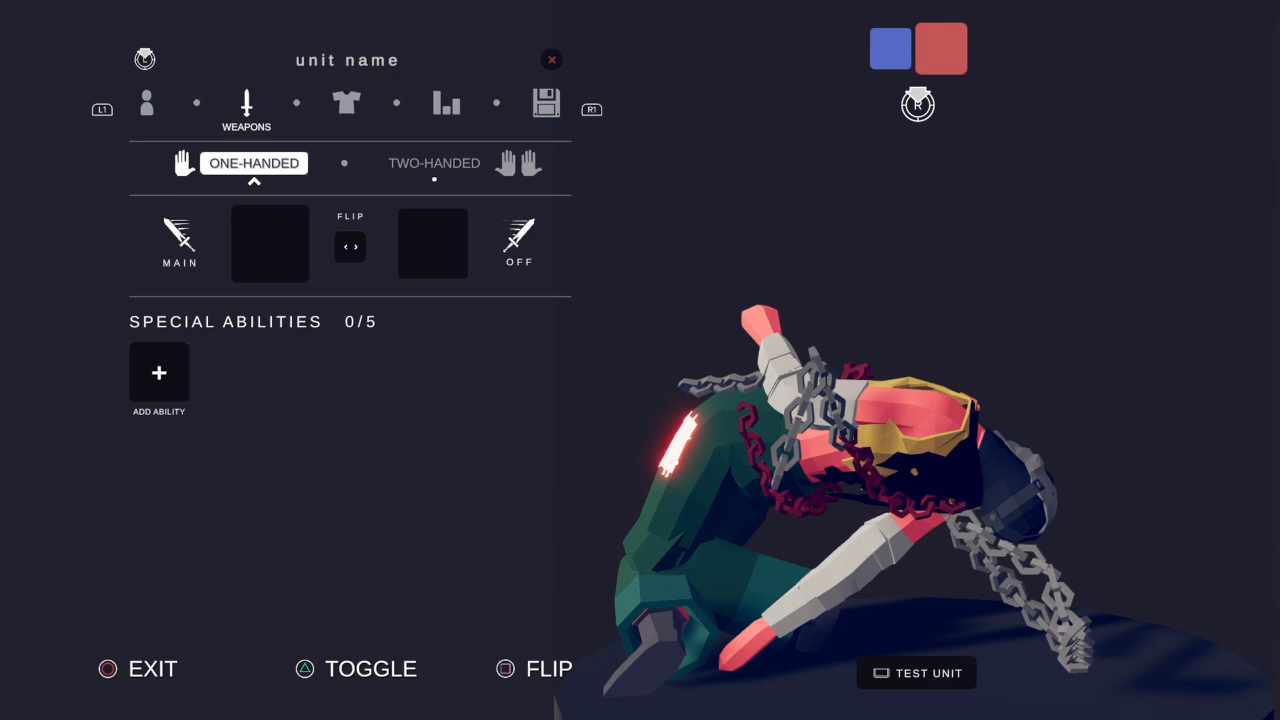 unit name
L1
R1
R
WEAPONS
ONE-HANDED
TWO-HANDED
FLIP
MAIN
OFF
SPECIAL ABILITIES 0/5
ADD ABILITY
EXIT
TOGGLE
FLIP
TEST UNIT